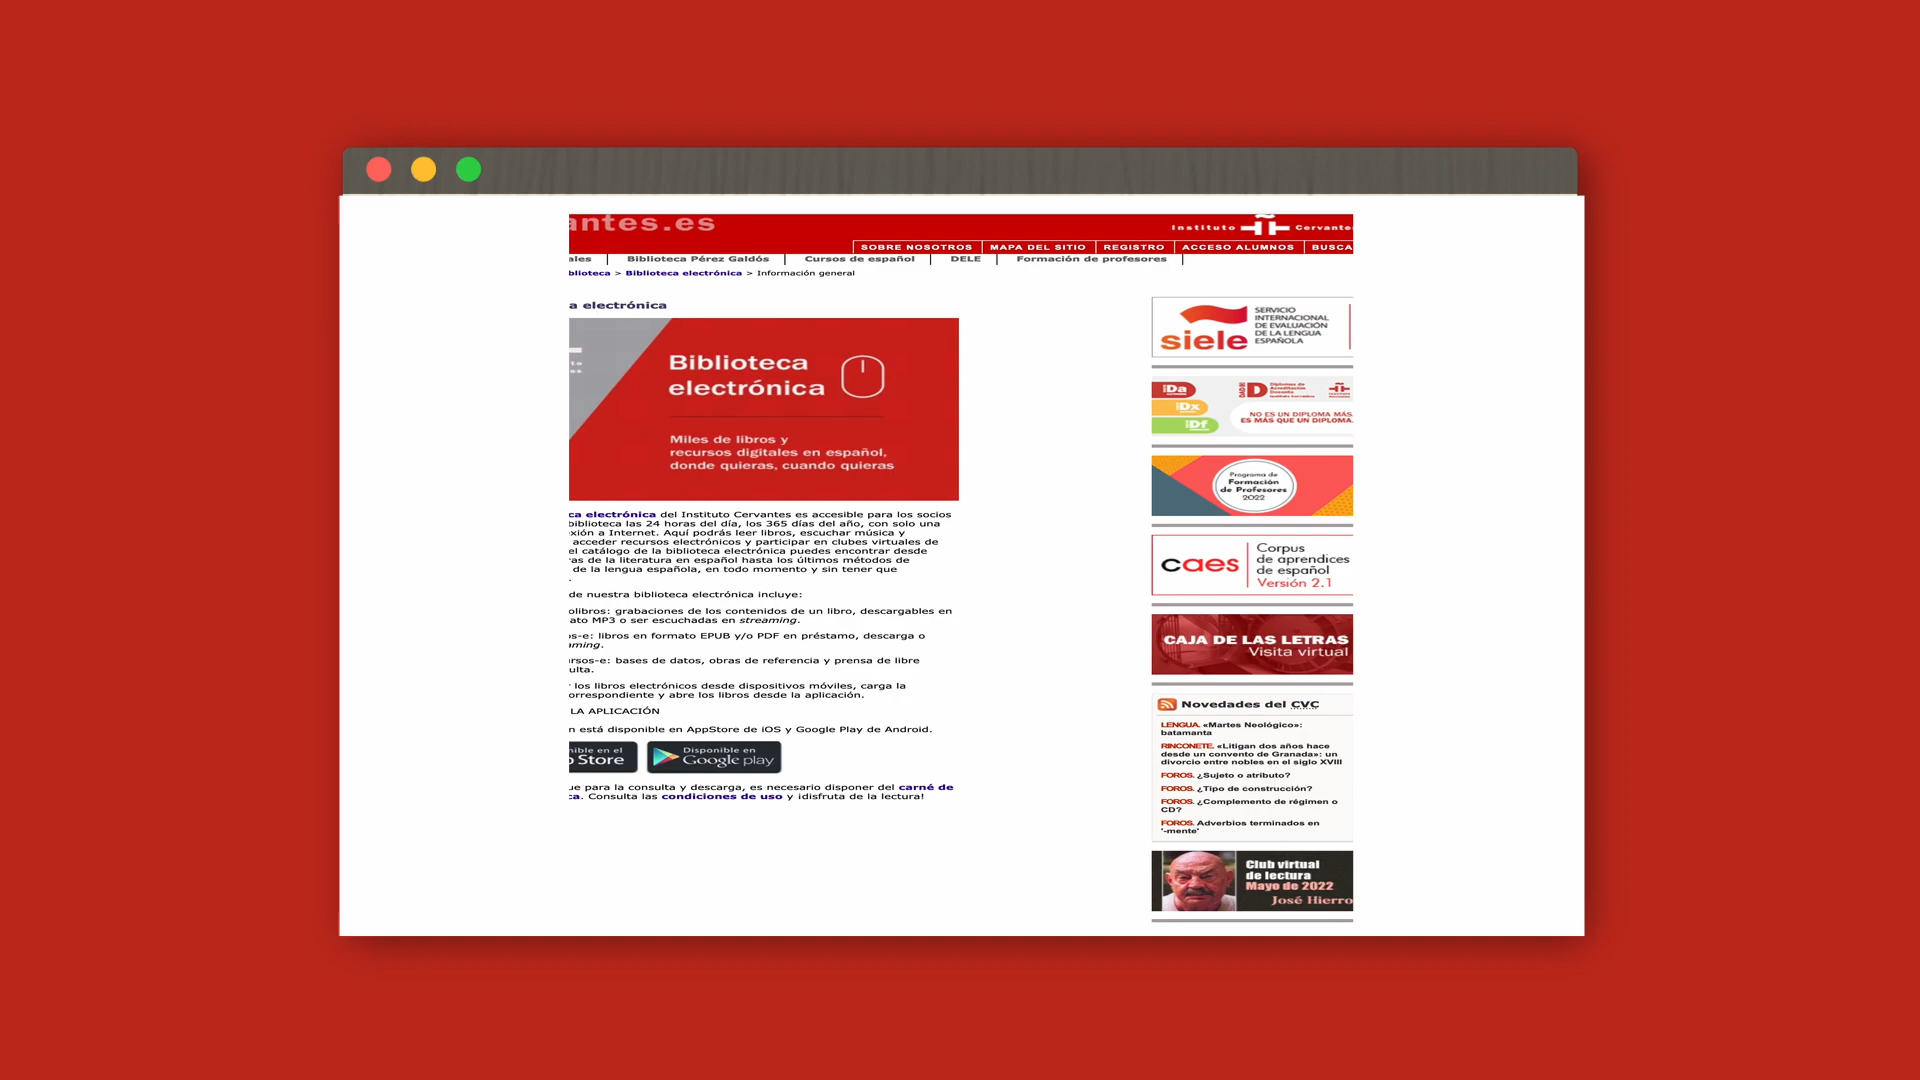 antes.es
Instituto Cervantes
SOBRE NOSOTROS MAPA DEL SITIO REGISTRO ACCESO ALUMNOS BUSCA
ales Biblioteca Pérez Galdós Cursos de español DELE Formación de profesores
blioteca > Biblioteca electrónica > Información general
a electrónica
Biblioteca
electrónica
Miles de libros y
recursos digitales en español,
donde quieras, cuando quieras
ca electrónica del Instituto Cervantes es accesible para los socios
biblioteca las 24 horas del día, los 365 días del año, con solo una
exión a Internet. Aquí podrás leer libros, escuchar música y
acceder recursos electrónicos y participar en clubes virtuales de
el catálogo de la biblioteca electrónica puedes encontrar desde
ras de la literatura en español hasta los últimos métodos de
de la lengua española, en todo momento y sin tener que
.
de nuestra biblioteca electrónica incluye:
olibros: grabaciones de los contenidos de un libro, descargables en
ato MP3 o ser escuchadas en streaming.
os-e: libros en formato EPUB y/o PDF en préstamo, descarga o
aming.
ursos-e: bases de datos, obras de referencia y prensa de libre
ulta.
r los libros electrónicos desde dispositivos móviles, carga la
orrespondiente y abre los libros desde la aplicación.
LA APLICACIÓN
n está disponible en AppStore de iOS y Google Play de Android.
nible en el
Store
Disponible en
Google play
ue para la consulta y descarga, es necesario disponer del carné de
ca. Consulta las condiciones de uso y ¡disfruta de la lectura!
siele
SERVICIO
INTERNACIONAL
DE EVALUACIÓN
DE LA LENGUA
ESPAÑOLA
Da
Dx
Df
Diplomas de
Acreditación
Docente
NO ES UN DIPLOMA MÁS.
ES MÁS QUE UN DIPLOMA.
Programa de
Formación
de Profesores
2022
caes
Corpus
de aprendices
de español
Versión 2.1
CAJA DE LAS LETRAS
Visita virtual
Novedades del CVC
LENGUA. «Martes Neológico»:
batamanta
RINCONETE. «Litigan dos años hace
desde un convento de Granada»: un
divorcio entre nobles en el siglo XVIII
FOROS. ¿Sujeto o atributo?
FOROS. ¿Tipo de construcción?
FOROS. ¿Complemento de régimen o
CD?
FOROS. Adverbios terminados en
'-mente'
Club virtual
de lectura
Mayo de 2022
José Hierro